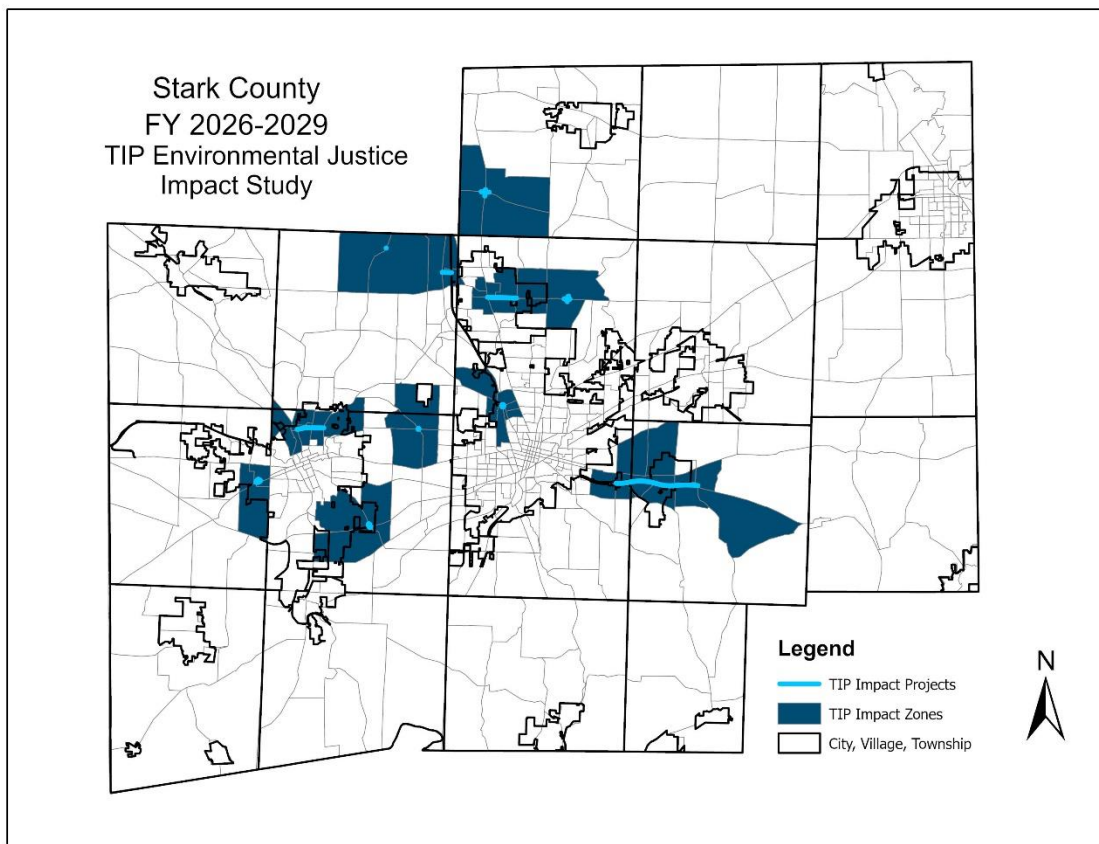 Stark County
FY 2026-2029
TIP Environmental Justice
Impact Study
Legend
TIP Impact Projects
TIP Impact Zones
City, Village, Township
N